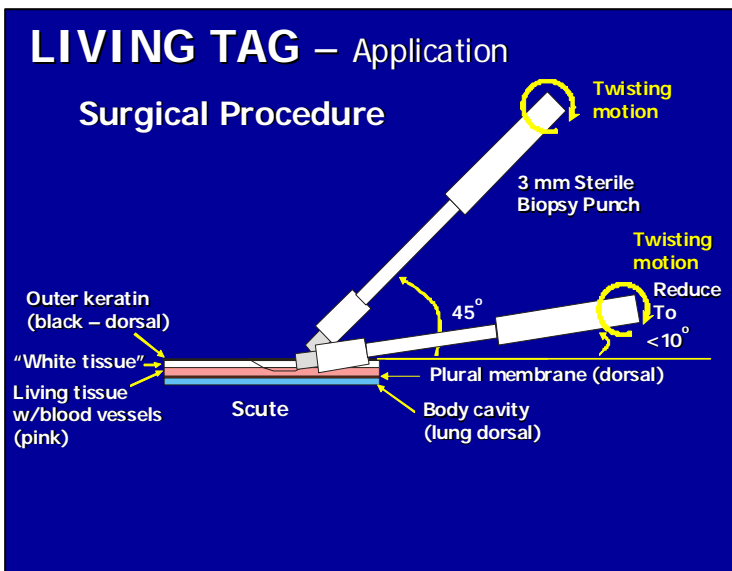 LIVING TAG – Application
Surgical Procedure
Twisting
motion
3 mm Sterile
Biopsy Punch
Twisting
motion
Reduce
To
<10°
45°
Outer keratin
(black – dorsal)
"White tissue"
Living tissue
w/blood vessels
(pink)
Scute
Plural membrane (dorsal)
Body cavity
(lung dorsal)